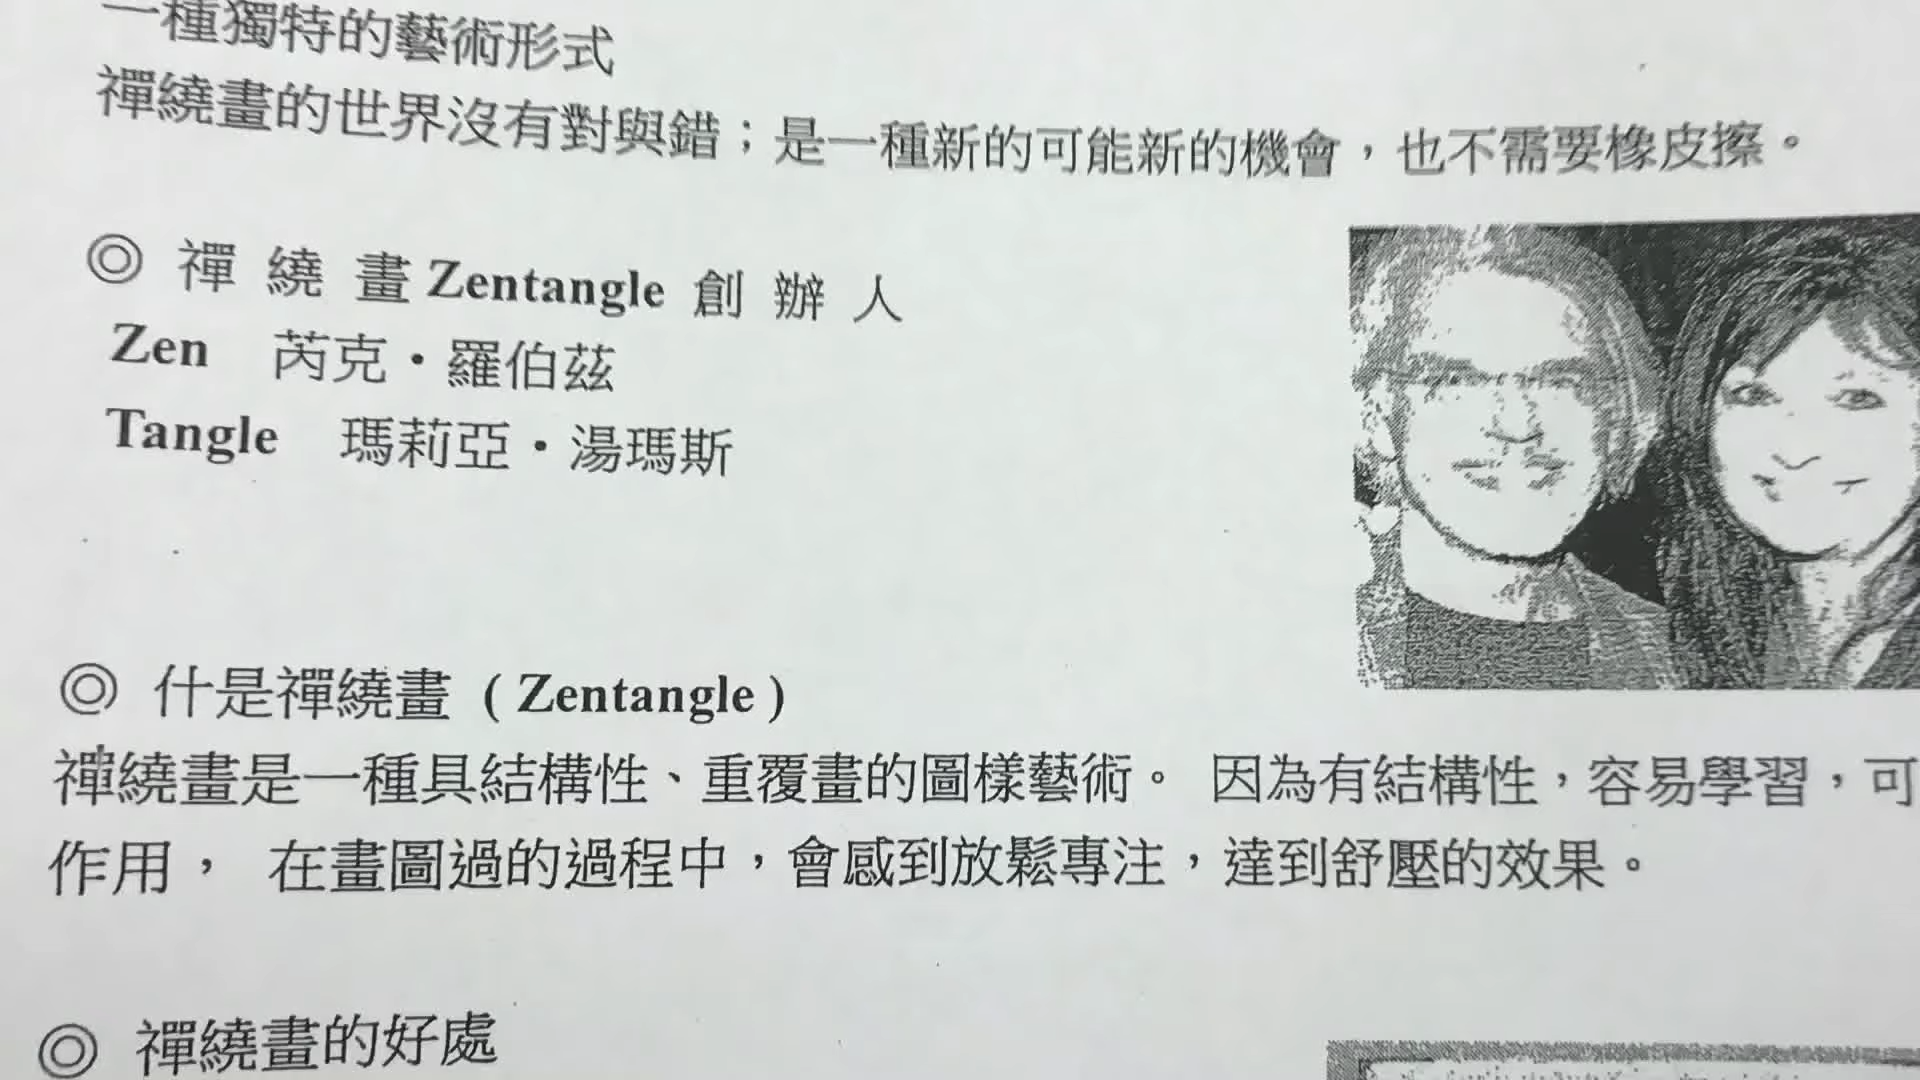 一種獨特的藝術形式
禪繞畫的世界沒有對與錯；是一種新的可能新的機會，也不需要橡皮擦。
◎ 禪 繞 畫 Zentangle 創 辦 人
Zen 芮克・羅伯茲
Tangle 瑪莉亞・湯瑪斯
◎ 什是禪繞畫 ( Zentangle )
禪繞畫是一種具結構性、重覆畫的圖樣藝術。 因為有結構性，容易學習，可
作用， 在畫圖過的過程中，會感到放鬆專注，達到舒壓的效果。
◎ 禪繞畫的好處